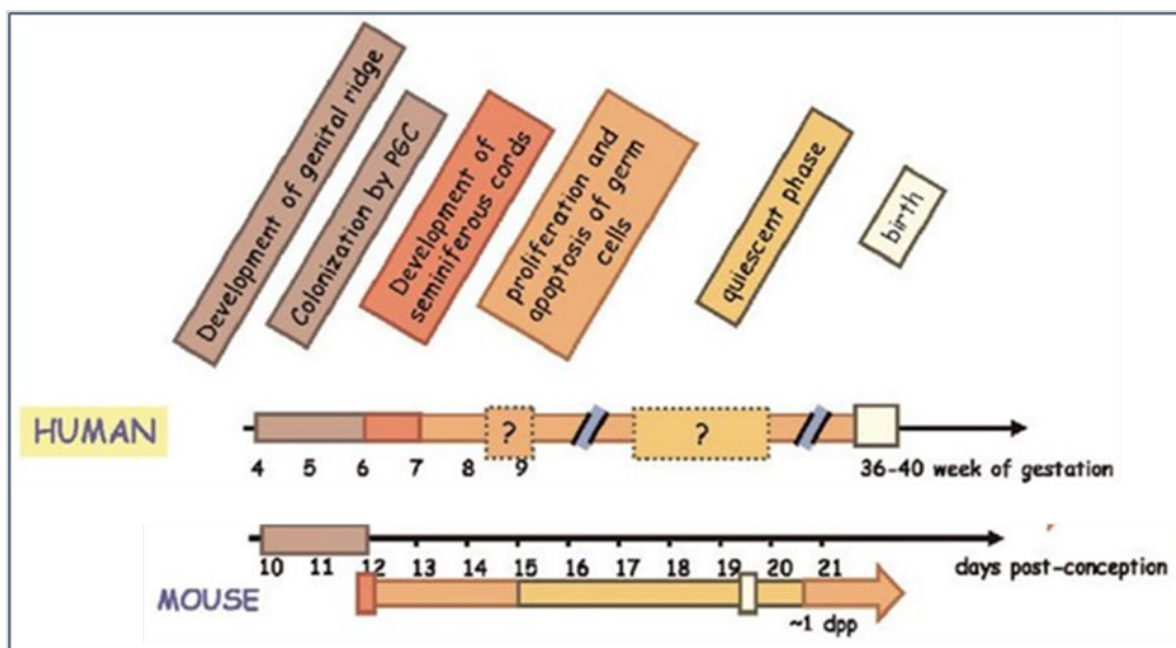 Development of genital ridge
Colonization by PGC
Development of
seminiferous cords
proliferation and
apoptosis of germ
cells
quiescent phase
birth
HUMAN
? ?
4 5 6 7 8 9 36-40 week of gestation
10 11 12 13 14 15 16 17 18 19 20 21 days post-conception
MOUSE
~1 dpp